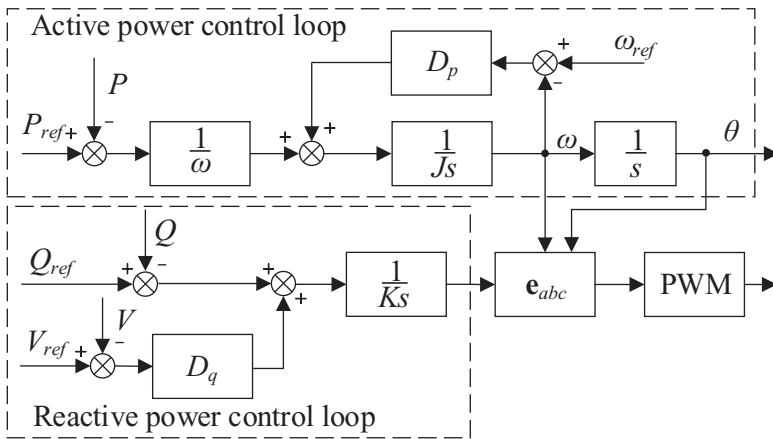 Active power control loop
P
P_ref
+
-
1/ω
+
+
D_p
+
-
ω_ref
1/Js
ω
1/s
θ
Q
Q_ref
+
-
+
+
1/Ks
e_abc
PWM
V
V_ref
+
-
D_q
Reactive power control loop